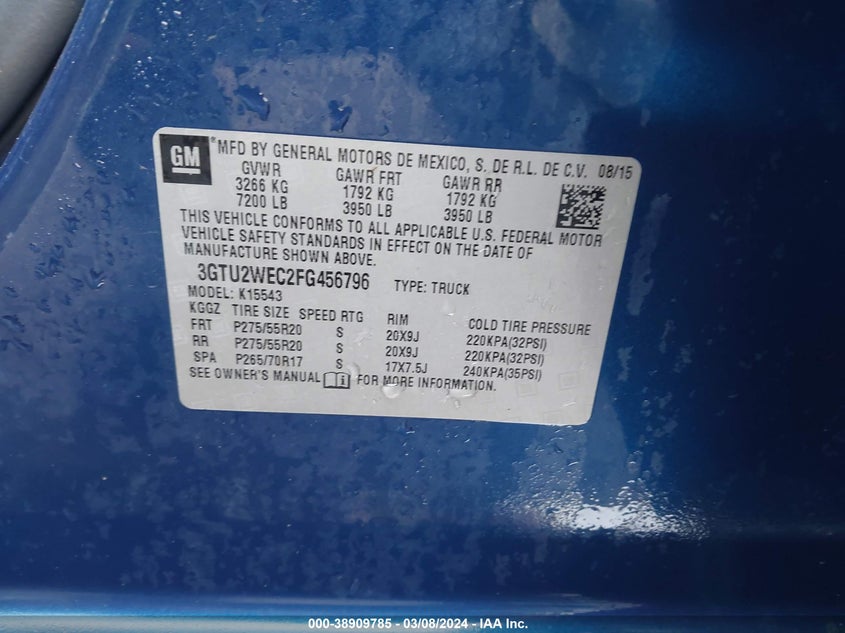 GM® MFD BY GENERAL MOTORS DE MEXICO, S. DE R.L. DE C.V. 08/15
GVWR GAWR FRT GAWR RR
3266 KG 1792 KG 1792 KG
7200 LB 3950 LB 3950 LB
THIS VEHICLE CONFORMS TO ALL APPLICABLE U.S. FEDERAL MOTOR
VEHICLE SAFETY STANDARDS IN EFFECT ON THE DATE OF
MANUFACTURE SHOWN ABOVE.
3GTU2WEC2FG456796 TYPE: TRUCK
MODEL: K15543
KGGZ TIRE SIZE SPEED RTG RIM COLD TIRE PRESSURE
FRT P275/55R20 S 20X9J 220KPA(32PSI)
RR P275/55R20 S 20X9J 220KPA(32PSI)
SPA P265/70R17 S 17X7.5J 240KPA(35PSI)
SEE OWNER'S MANUAL FOR MORE INFORMATION.
000-38909785 — 03/08/2024 — IAA Inc.